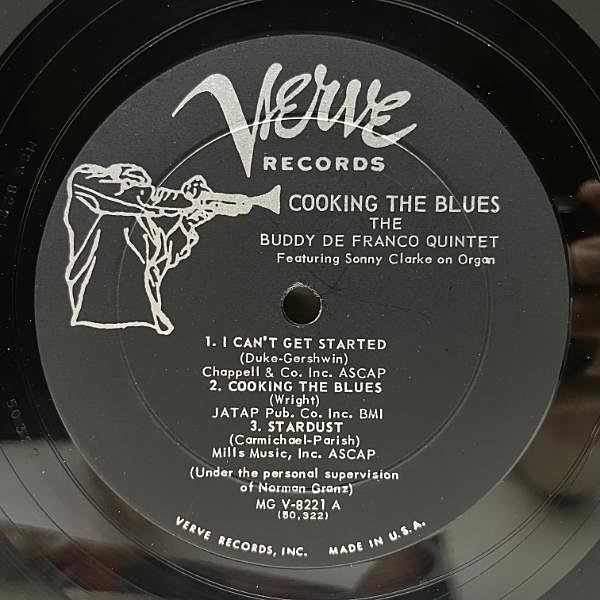 Verve
RECORDS
COOKING THE BLUES
THE
BUDDY DE FRANCO QUINTET
Featuring Sonny Clarke on Organ
1. I CAN'T GET STARTED
(Duke-Gershwin)
Chappell & Co. Inc. ASCAP
2. COOKING THE BLUES
(Wright)
JATAP Pub. Co. Inc. BMI
3. STARDUST
(Carmichael-Parish)
Mills Music, Inc. ASCAP
(Under the personal supervision
of Norman Granz)
MG V-8221 A
(50,322)
VERVE RECORDS, INC. MADE IN U.S.A.